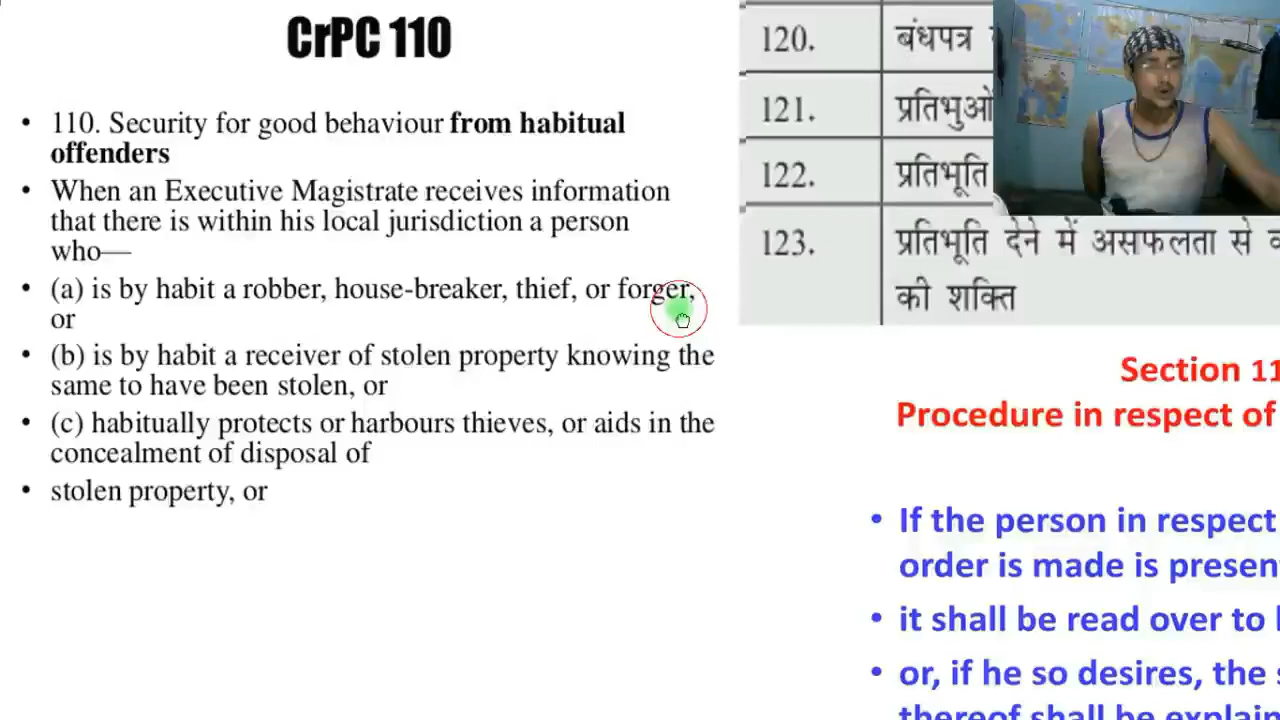 CrPC 110
• 110. Security for good behaviour from habitual
offenders
• When an Executive Magistrate receives information
that there is within his local jurisdiction a person
who—
• (a) is by habit a robber, house-breaker, thief, or forger,
or
• (b) is by habit a receiver of stolen property knowing the
same to have been stolen, or
• (c) habitually protects or harbours thieves, or aids in the
concealment of disposal of
• stolen property, or
120. बंधपत्र
121. प्रतिभुओं
122. प्रतिभूति
123. प्रतिभूति देने में असफलता से
की शक्ति
Section 11
Procedure in respect of
• If the person in respect
order is made is presen
• it shall be read over to
• or, if he so desires, the
thereof shall be explain